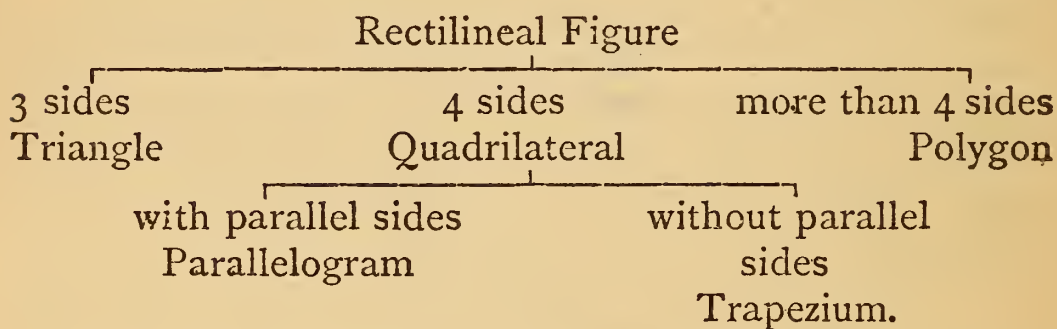 Rectilineal Figure
3 sides 4 sides more than 4 sides
Triangle Quadrilateral Polygon
with parallel sides without parallel
Parallelogram sides
Trapezium.